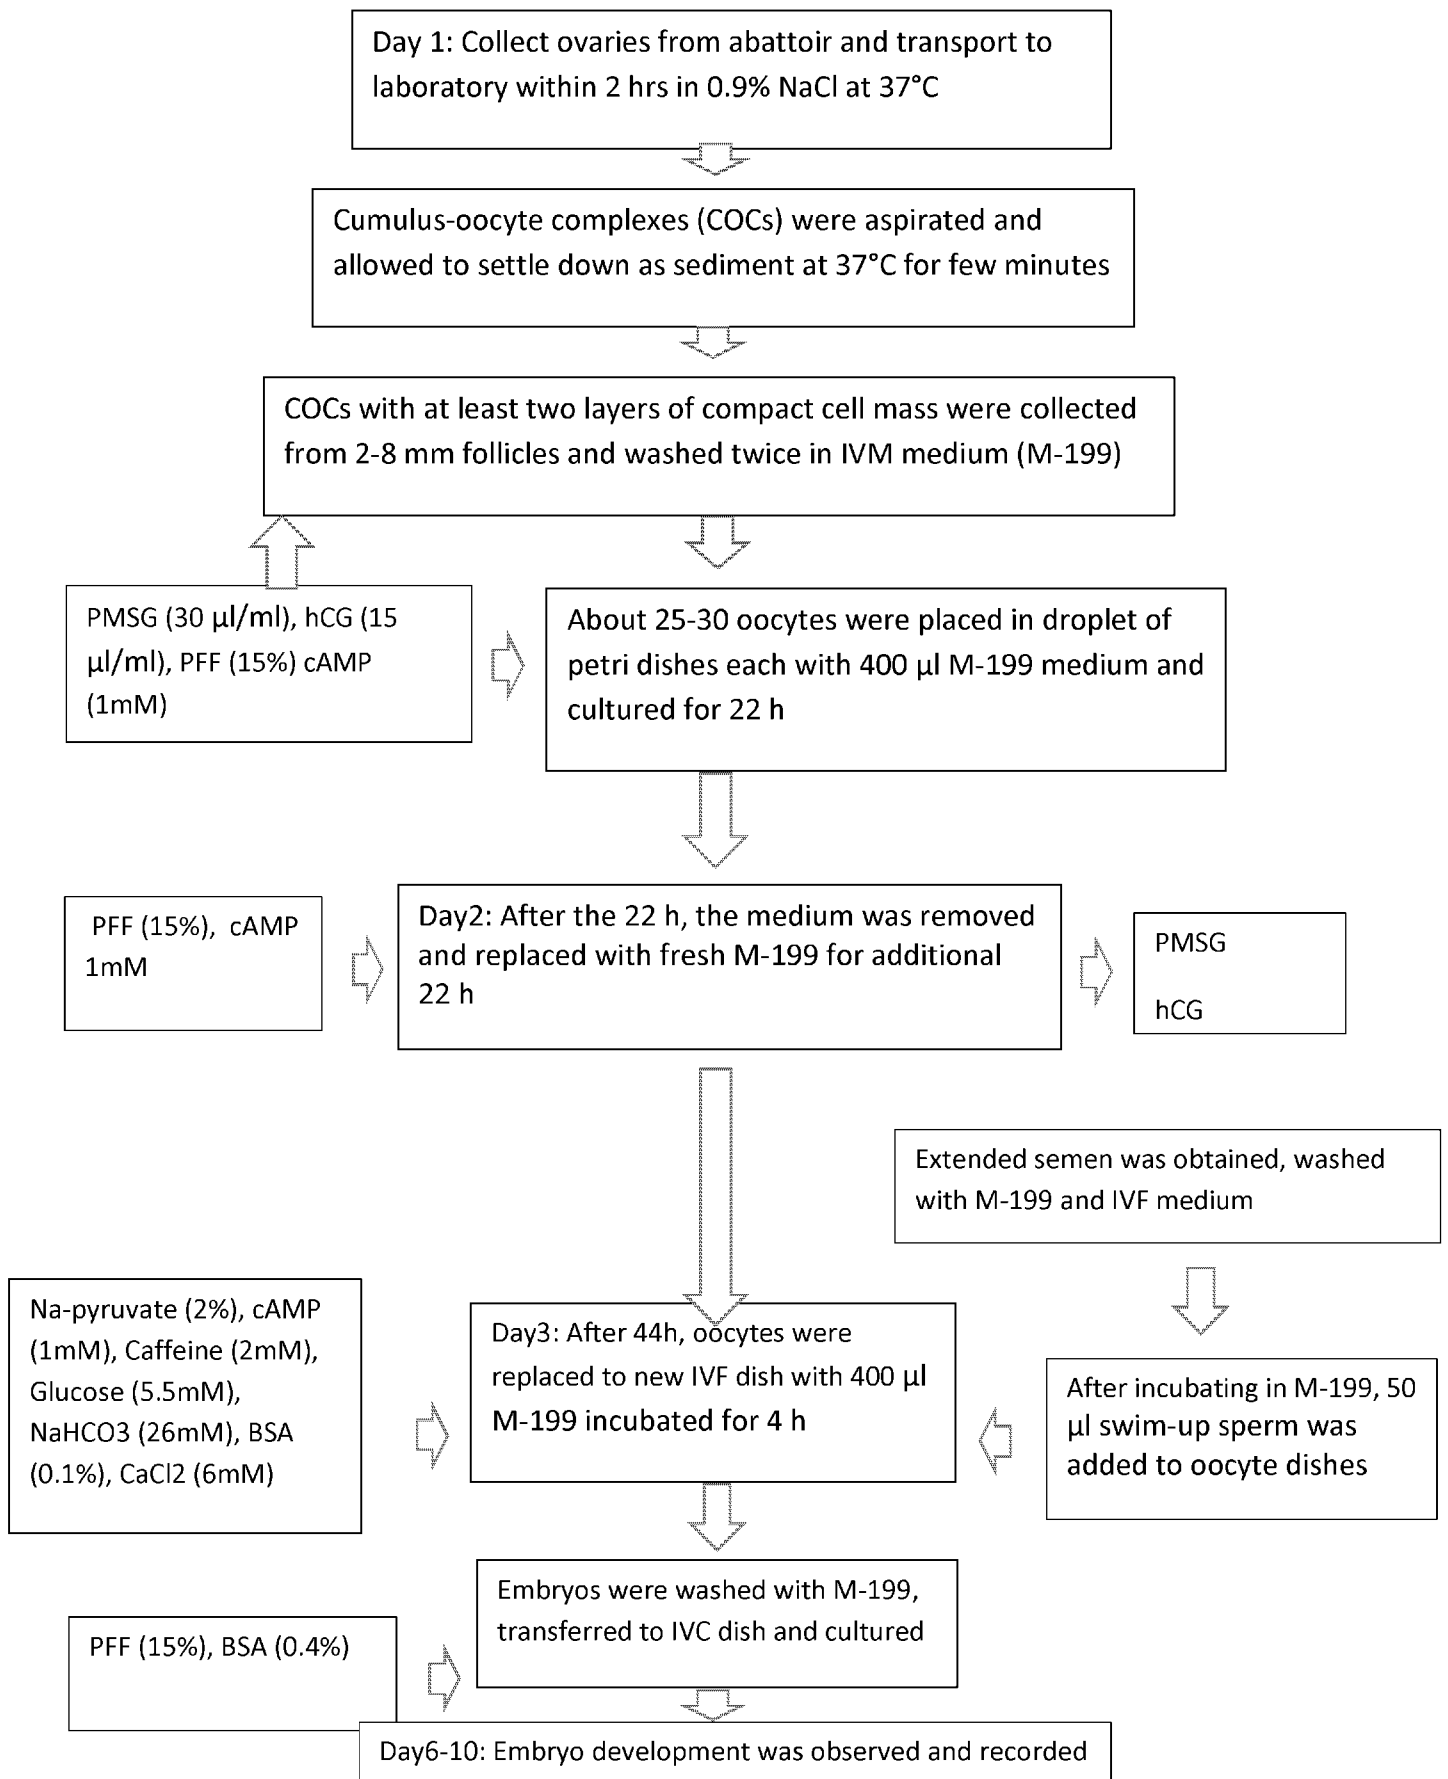 Day 1: Collect ovaries from abattoir and transport to
laboratory within 2 hrs in 0.9% NaCl at 37°C
Cumulus-oocyte complexes (COCs) were aspirated and
allowed to settle down as sediment at 37°C for few minutes
COCs with at least two layers of compact cell mass were collected
from 2-8 mm follicles and washed twice in IVM medium (M-199)
PMSG (30 µl/ml), hCG (15
µl/ml), PFF (15%) cAMP
(1mM)
About 25-30 oocytes were placed in droplet of
petri dishes each with 400 µl M-199 medium and
cultured for 22 h
PFF (15%), cAMP
1mM
Day2: After the 22 h, the medium was removed
and replaced with fresh M-199 for additional
22 h
PMSG
hCG
Extended semen was obtained, washed
with M-199 and IVF medium
Na-pyruvate (2%), cAMP
(1mM), Caffeine (2mM),
Glucose (5.5mM),
NaHCO3 (26mM), BSA
(0.1%), CaCl2 (6mM)
Day3: After 44h, oocytes were
replaced to new IVF dish with 400 µl
M-199 incubated for 4 h
After incubating in M-199, 50
µl swim-up sperm was
added to oocyte dishes
Embryos were washed with M-199,
transferred to IVC dish and cultured
PFF (15%), BSA (0.4%)
Day6-10: Embryo development was observed and recorded